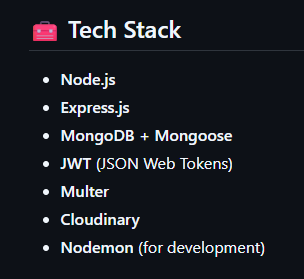 Tech Stack
Node.js
Express.js
MongoDB + Mongoose
JWT (JSON Web Tokens)
Multer
Cloudinary
Nodemon (for development)